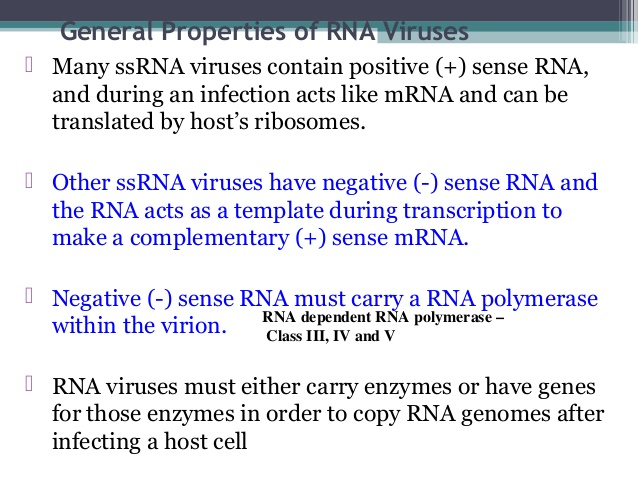 General Properties of RNA Viruses
Many ssRNA viruses contain positive (+) sense RNA,
and during an infection acts like mRNA and can be
translated by host's ribosomes.
Other ssRNA viruses have negative (-) sense RNA and
the RNA acts as a template during transcription to
make a complementary (+) sense mRNA.
Negative (-) sense RNA must carry a RNA polymerase
within the virion.
RNA dependent RNA polymerase –
Class III, IV and V
RNA viruses must either carry enzymes or have genes
for those enzymes in order to copy RNA genomes after
infecting a host cell